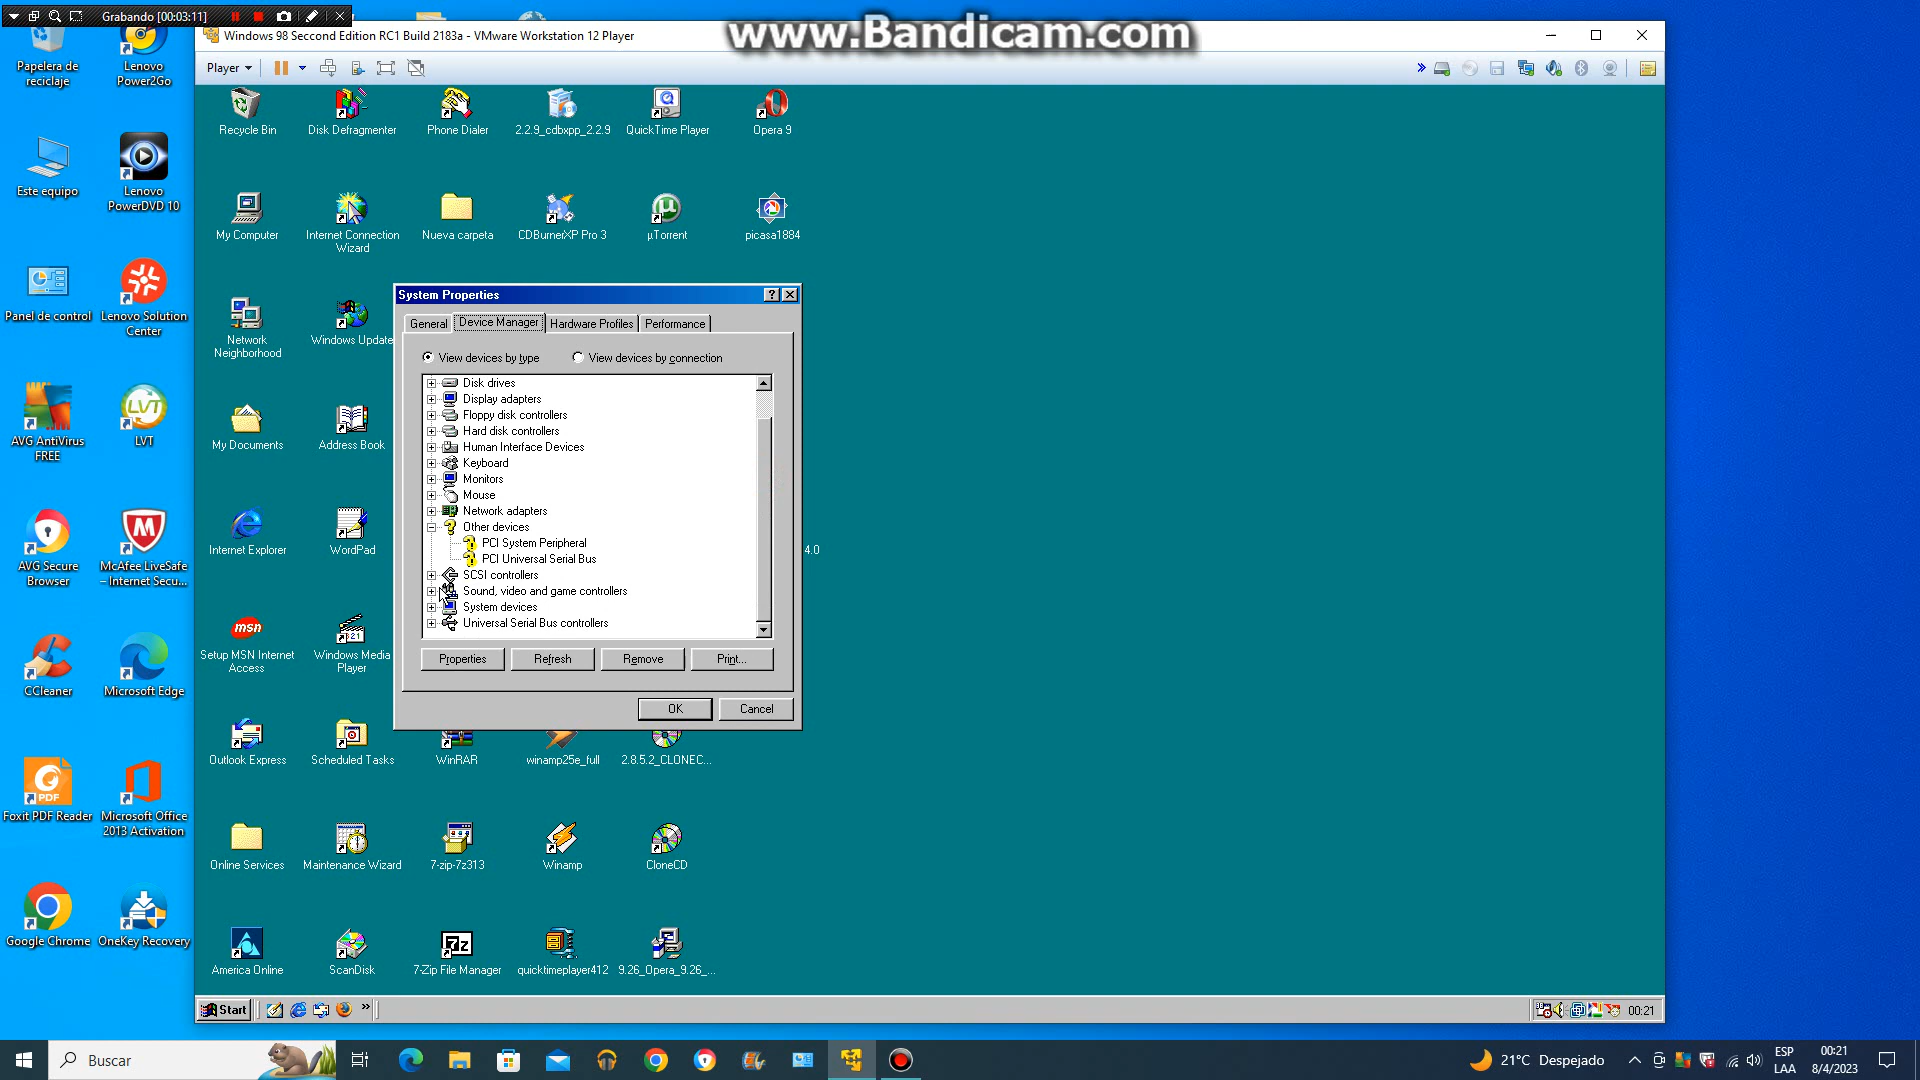 Grabando [00:03:11]
www.Bandicam.com
Windows 98 Seccond Edition RC1 Build 2183a - VMware Workstation 12 Player
Player
Papelera de reciclaje
Lenovo Power2Go
Este equipo
Lenovo PowerDVD 10
Panel de control
Lenovo Solution Center
AVG AntiVirus FREE
LVT
AVG Secure Browser
McAfee LiveSafe – Internet Secu...
CCleaner
Microsoft Edge
Foxit PDF Reader
Microsoft Office 2013 Activation
Google Chrome
OneKey Recovery
Recycle Bin
Disk Defragmenter
Phone Dialer
2.2.9_cdbxpp_2.2.9
QuickTime Player
Opera 9
My Computer
Internet Connection Wizard
Nueva carpeta
CDBurnerXP Pro 3
µTorrent
picasa1884
Network Neighborhood
Windows Update
My Documents
Address Book
Internet Explorer
WordPad
4.0
msn
Setup MSN Internet Access
Windows Media Player
Outlook Express
Scheduled Tasks
WinRAR
winamp25e_full
2.8.5.2_CLONEC...
Online Services
Maintenance Wizard
7-zip-7z313
Winamp
CloneCD
America Online
ScanDisk
7-Zip File Manager
quicktimeplayer412
9.26_Opera_9.26_...
System Properties
General
Device Manager
Hardware Profiles
Performance
View devices by type
View devices by connection
Disk drives
Display adapters
Floppy disk controllers
Hard disk controllers
Human Interface Devices
Keyboard
Monitors
Mouse
Network adapters
Other devices
PCI System Peripheral
PCI Universal Serial Bus
SCSI controllers
Sound, video and game controllers
System devices
Universal Serial Bus controllers
Properties
Refresh
Remove
Print...
OK
Cancel
Start
00:21
Buscar
21°C Despejado
ESP
LAA
00:21
8/4/2023